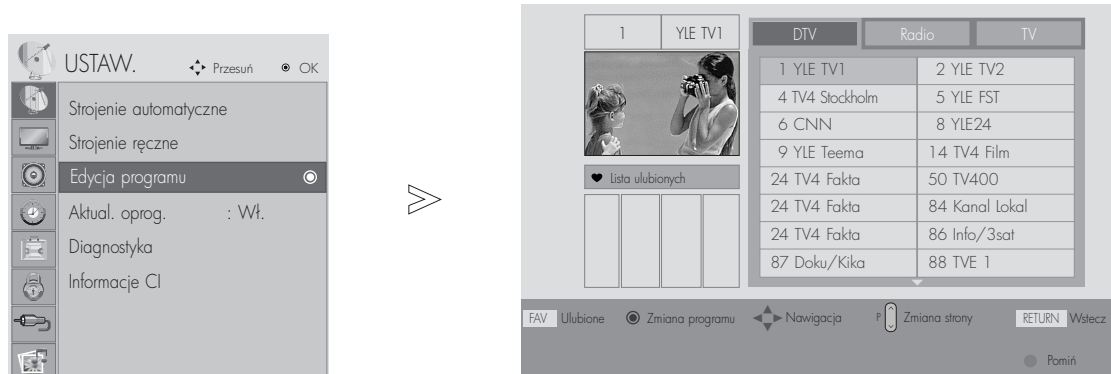 USTAW.
Przesuń
OK
Strojenie automatyczne
Strojenie ręczne
Edycja programu
Aktual. oprog. : Wł.
Diagnostyka
Informacje CI
1 YLE TV1
DTV Radio TV
1 YLE TV1 2 YLE TV2
4 TV4 Stockholm 5 YLE FST
6 CNN 8 YLE24
9 YLE Teema 14 TV4 Film
24 TV4 Fakta 50 TV400
24 TV4 Fakta 84 Kanal Lokal
24 TV4 Fakta 86 Info/3sat
87 Doku/Kika 88 TVE 1
Lista ulubionych
FAV Ulubione Zmiana programu Nawigacja P Zmiana strony RETURN Wstecz
Pomiń